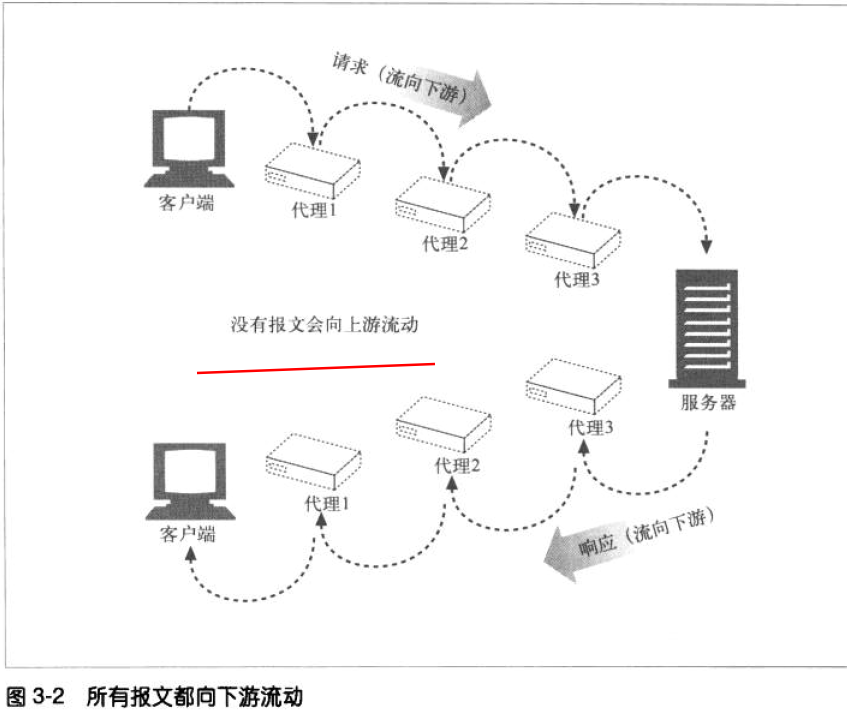 请求（流向下游）
客户端
代理1
代理2
代理3
没有报文会向上游流动
服务器
代理3
代理2
代理1
客户端
响应（流向下游）
图 3-2 所有报文都向下游流动